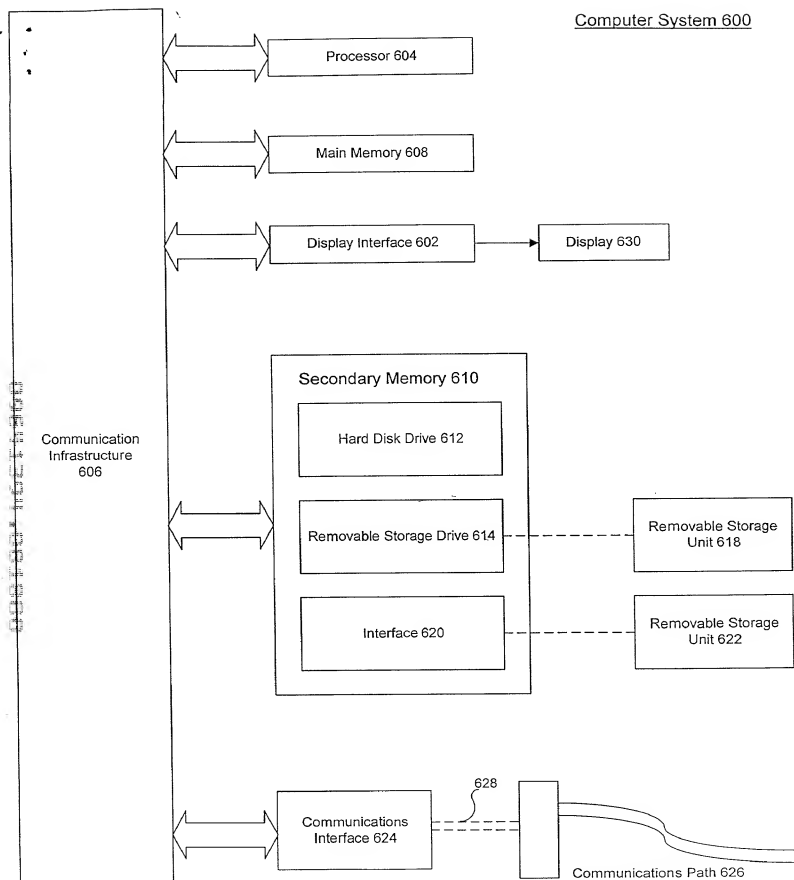 Computer System 600
Processor 604
Main Memory 608
Display Interface 602
Display 630
Secondary Memory 610
Hard Disk Drive 612
Communication
Infrastructure
606
Removable Storage Drive 614
Removable Storage
Unit 618
Interface 620
Removable Storage
Unit 622
628
Communications
Interface 624
Communications Path 626